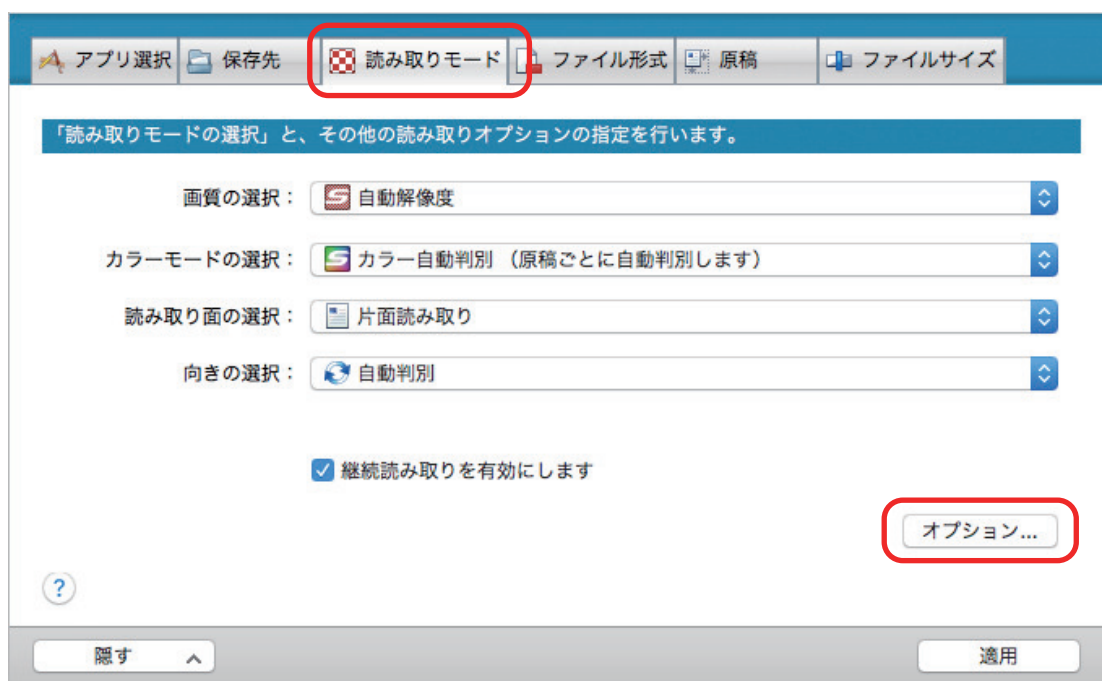 アプリ選択 保存先 読み取りモード ファイル形式 原稿 ファイルサイズ
「読み取りモードの選択」と、その他の読み取りオプションの指定を行います。
画質の選択： 自動解像度
カラーモードの選択： カラー自動判別 （原稿ごとに自動判別します）
読み取り面の選択： 片面読み取り
向きの選択： 自動判別
継続読み取りを有効にします
オプション...
?
隠す 適用